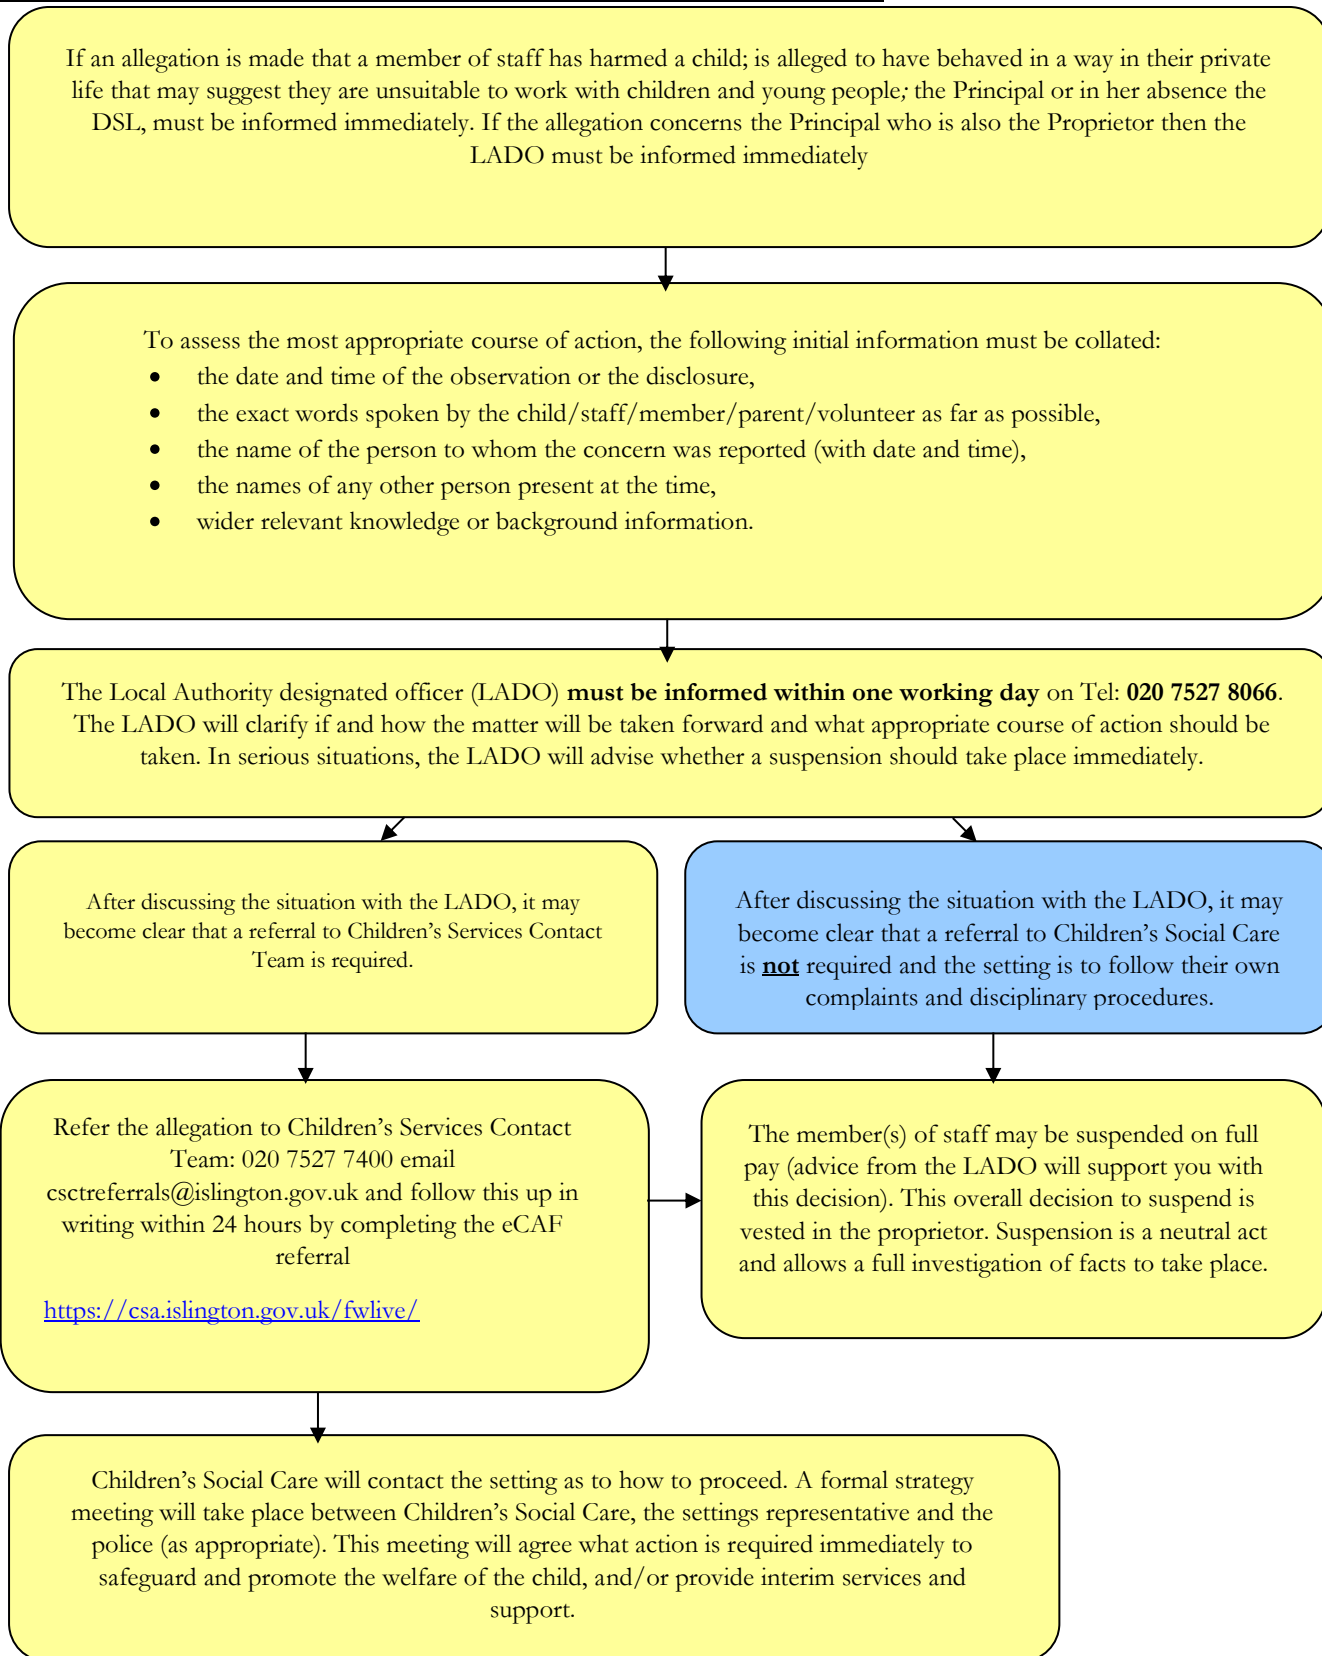 If an allegation is made that a member of staff has harmed a child; is alleged to have behaved in a way in their private
life that may suggest they are unsuitable to work with children and young people; the Principal or in her absence the
DSL, must be informed immediately. If the allegation concerns the Principal who is also the Proprietor then the
LADO must be informed immediately
To assess the most appropriate course of action, the following initial information must be collated:
• the date and time of the observation or the disclosure,
• the exact words spoken by the child/staff/member/parent/volunteer as far as possible,
• the name of the person to whom the concern was reported (with date and time),
• the names of any other person present at the time,
• wider relevant knowledge or background information.
The Local Authority designated officer (LADO) must be informed within one working day on Tel: 020 7527 8066.
The LADO will clarify if and how the matter will be taken forward and what appropriate course of action should be
taken. In serious situations, the LADO will advise whether a suspension should take place immediately.
After discussing the situation with the LADO, it may
become clear that a referral to Children’s Services Contact
Team is required.
After discussing the situation with the LADO, it may
become clear that a referral to Children’s Social Care
is not required and the setting is to follow their own
complaints and disciplinary procedures.
Refer the allegation to Children’s Services Contact
Team: 020 7527 7400 email
csctreferrals@islington.gov.uk and follow this up in
writing within 24 hours by completing the eCAF
referral
https://csa.islington.gov.uk/fwlive/
The member(s) of staff may be suspended on full
pay (advice from the LADO will support you with
this decision). This overall decision to suspend is
vested in the proprietor. Suspension is a neutral act
and allows a full investigation of facts to take place.
Children’s Social Care will contact the setting as to how to proceed. A formal strategy
meeting will take place between Children’s Social Care, the settings representative and the
police (as appropriate). This meeting will agree what action is required immediately to
safeguard and promote the welfare of the child, and/or provide interim services and
support.